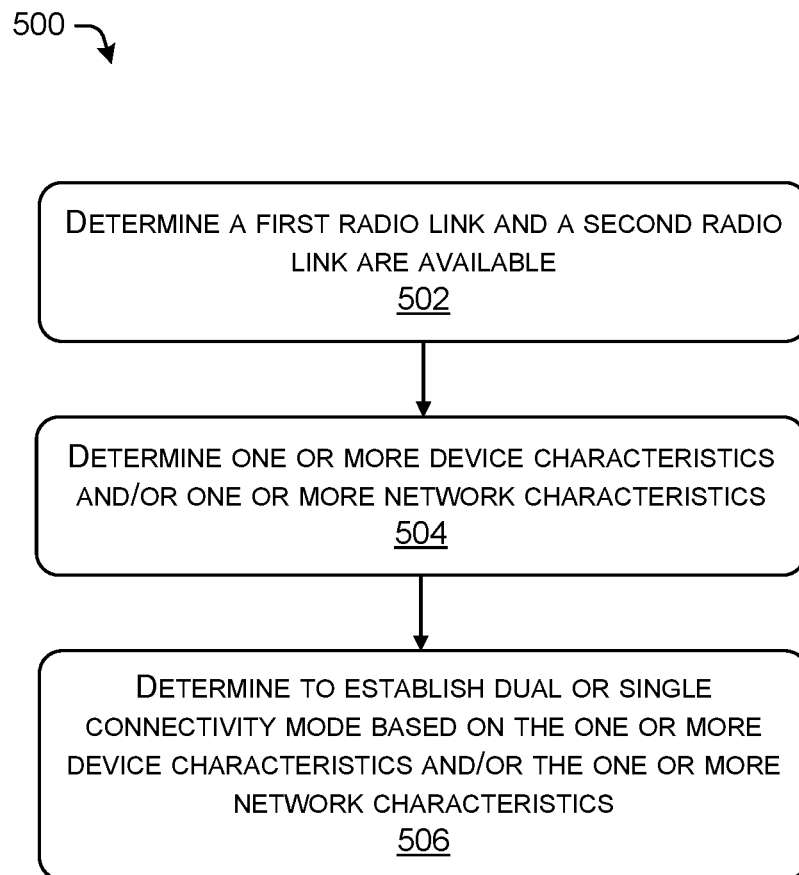 500
DETERMINE A FIRST RADIO LINK AND A SECOND RADIO
LINK ARE AVAILABLE
502
DETERMINE ONE OR MORE DEVICE CHARACTERISTICS
AND/OR ONE OR MORE NETWORK CHARACTERISTICS
504
DETERMINE TO ESTABLISH DUAL OR SINGLE
CONNECTIVITY MODE BASED ON THE ONE OR MORE
DEVICE CHARACTERISTICS AND/OR THE ONE OR MORE
NETWORK CHARACTERISTICS
506